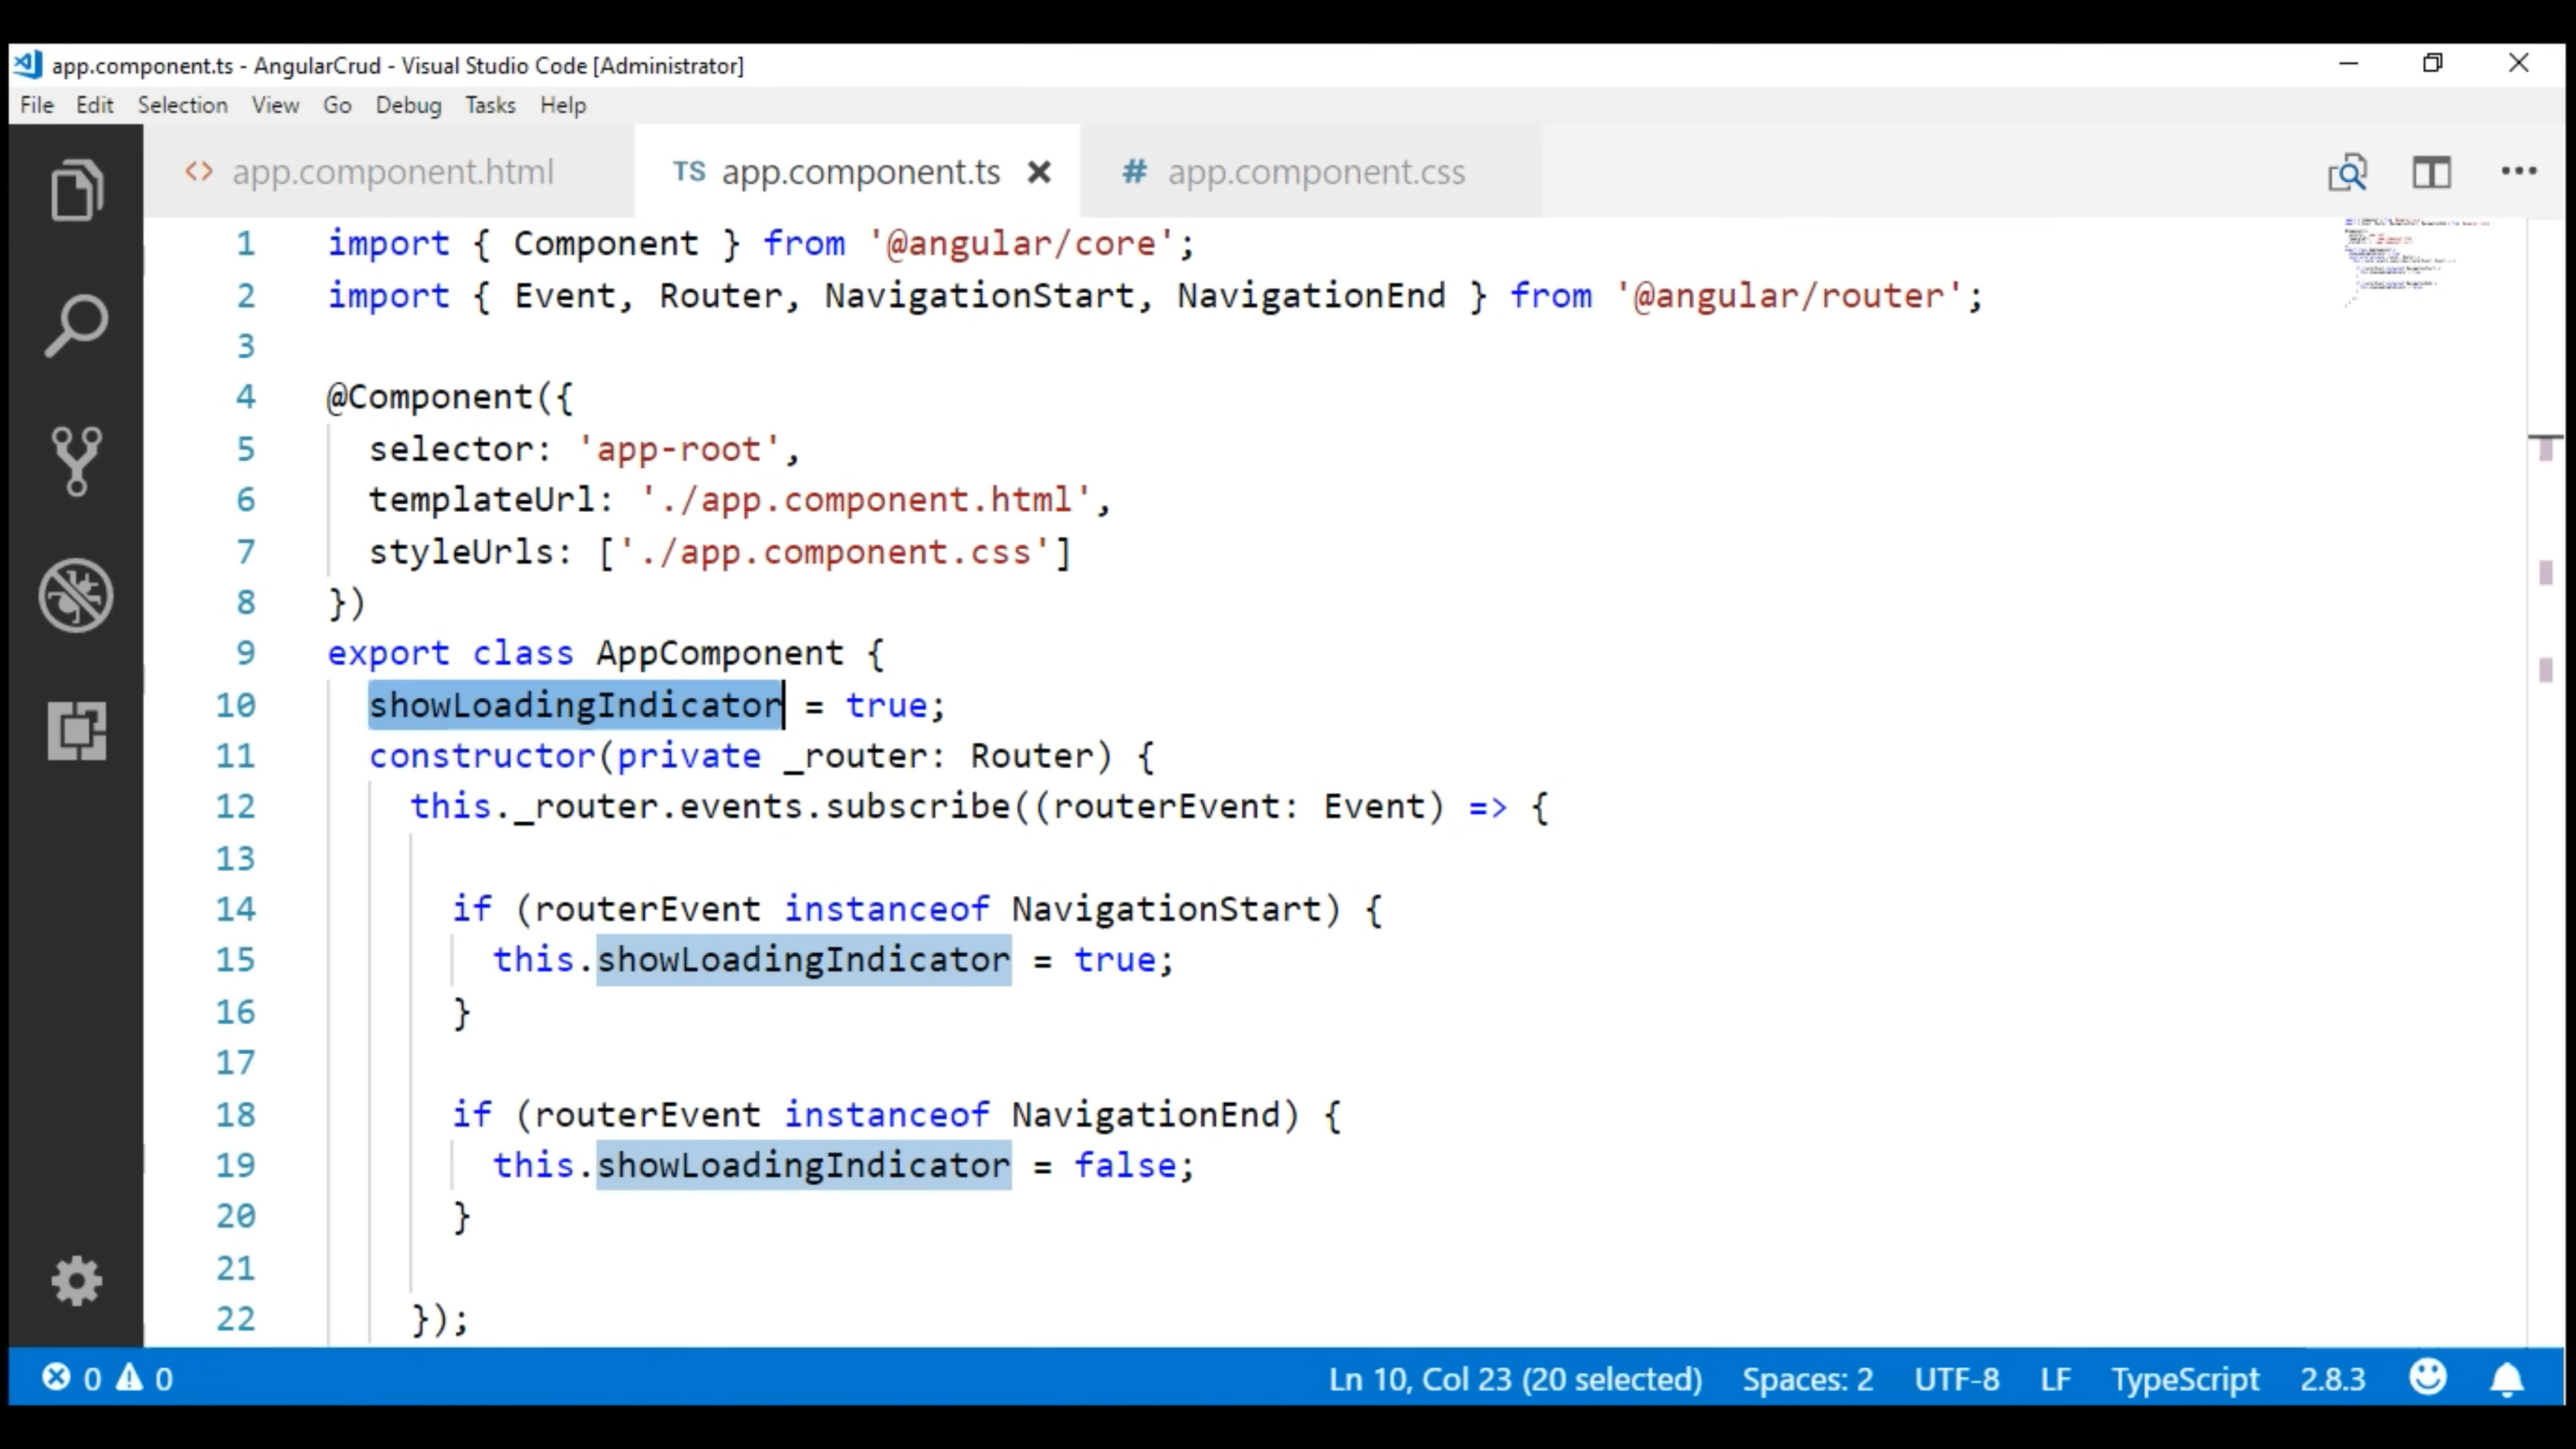 app.component.ts - AngularCrud - Visual Studio Code [Administrator]
File Edit Selection View Go Debug Tasks Help
<> app.component.html TS app.component.ts # app.component.css
1 import { Component } from '@angular/core';
2 import { Event, Router, NavigationStart, NavigationEnd } from '@angular/router';
3
4 @Component({
5 selector: 'app-root',
6 templateUrl: './app.component.html',
7 styleUrls: ['./app.component.css']
8 })
9 export class AppComponent {
10 showLoadingIndicator = true;
11 constructor(private _router: Router) {
12 this._router.events.subscribe((routerEvent: Event) => {
13
14 if (routerEvent instanceof NavigationStart) {
15 this.showLoadingIndicator = true;
16 }
17
18 if (routerEvent instanceof NavigationEnd) {
19 this.showLoadingIndicator = false;
20 }
21
22 });
0 0 Ln 10, Col 23 (20 selected) Spaces: 2 UTF-8 LF TypeScript 2.8.3